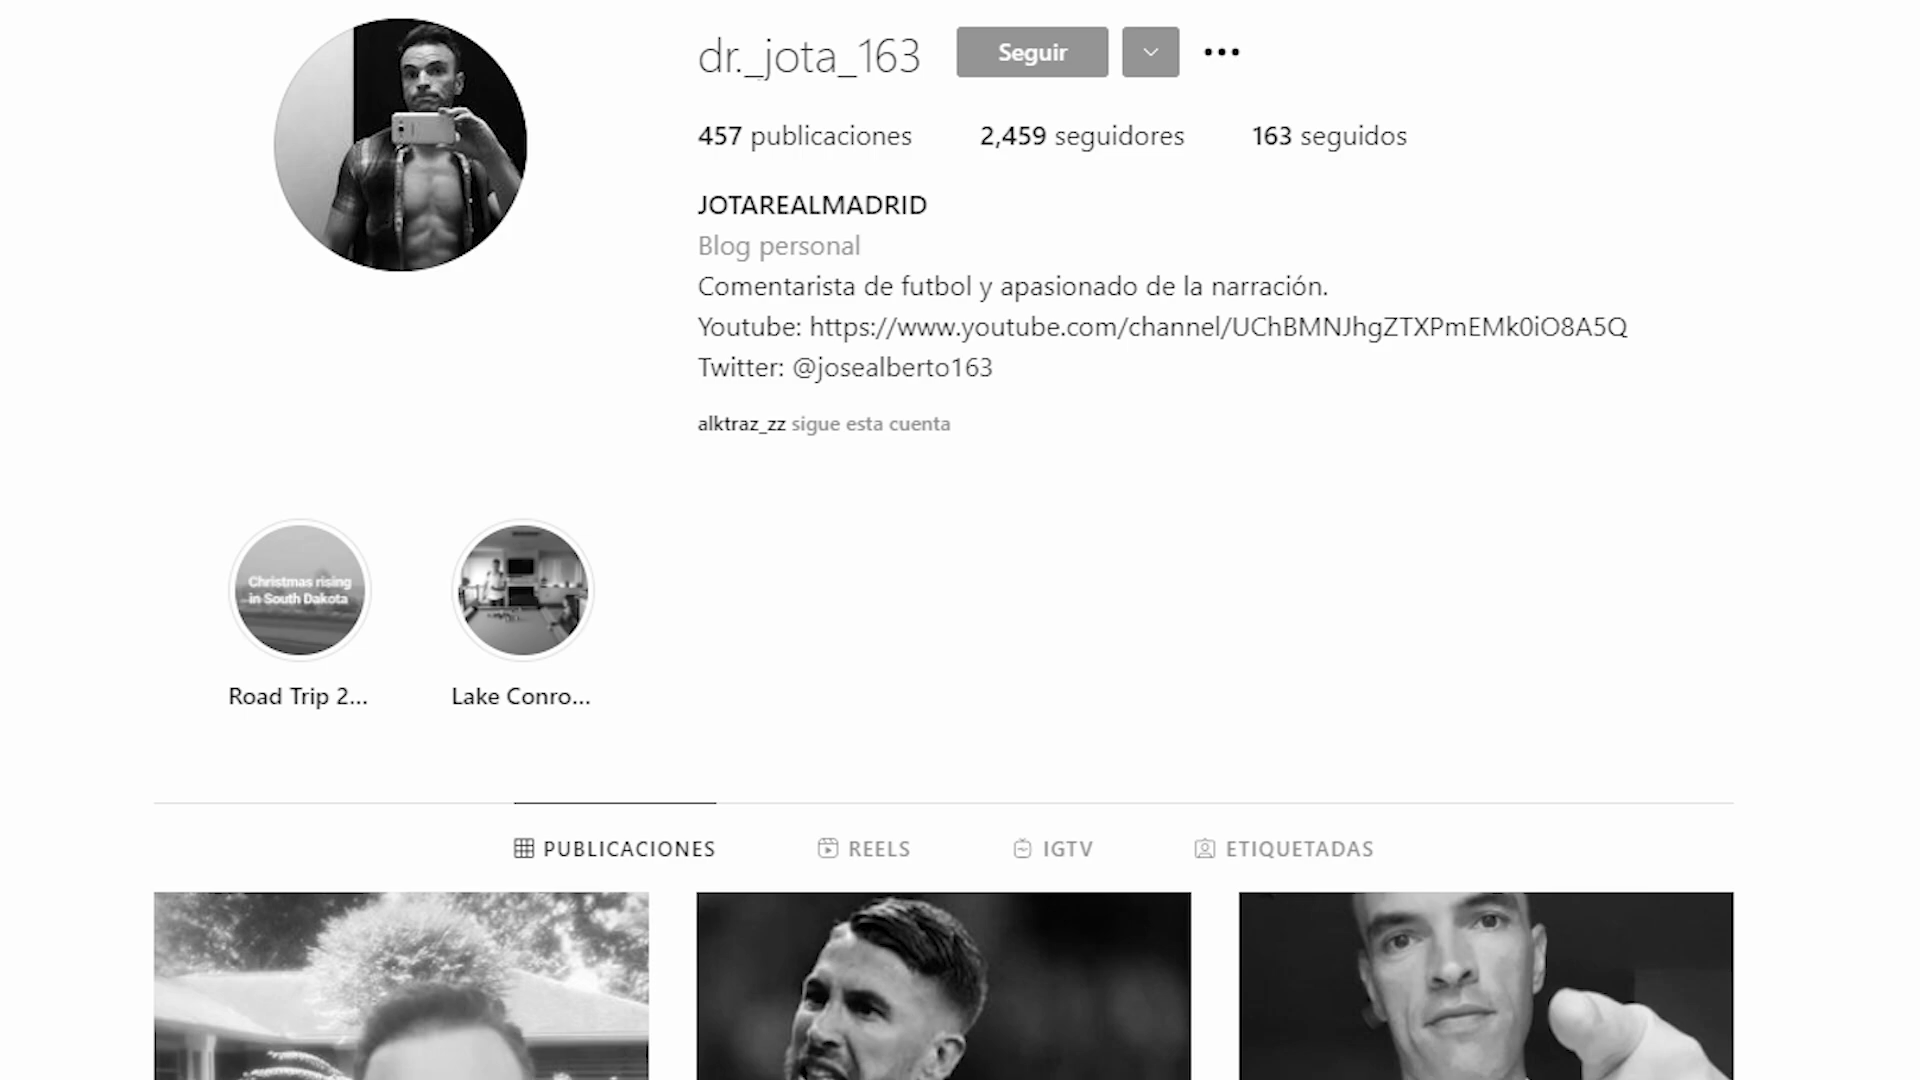 dr._jota_163
Seguir
457 publicaciones
2,459 seguidores
163 seguidos
JOTAREALMADRID
Blog personal
Comentarista de futbol y apasionado de la narración.
Youtube: https://www.youtube.com/channel/UChBMNJhgZTXPmEMk0iO8A5Q
Twitter: @josealberto163
alktraz_zz sigue esta cuenta
Christmas rising
in South Dakota
Road Trip 2...
Lake Conro...
PUBLICACIONES
REELS
IGTV
ETIQUETADAS